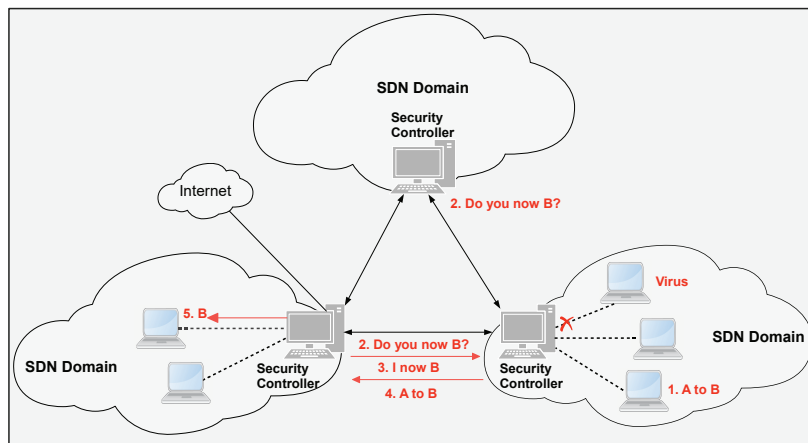 SDN Domain
Security
Controller
Internet
2. Do you now B?
Virus
5. B
SDN Domain
SDN Domain
2. Do you now B?
3. I now B
4. A to B
Security
Controller
Security
Controller
1. A to B